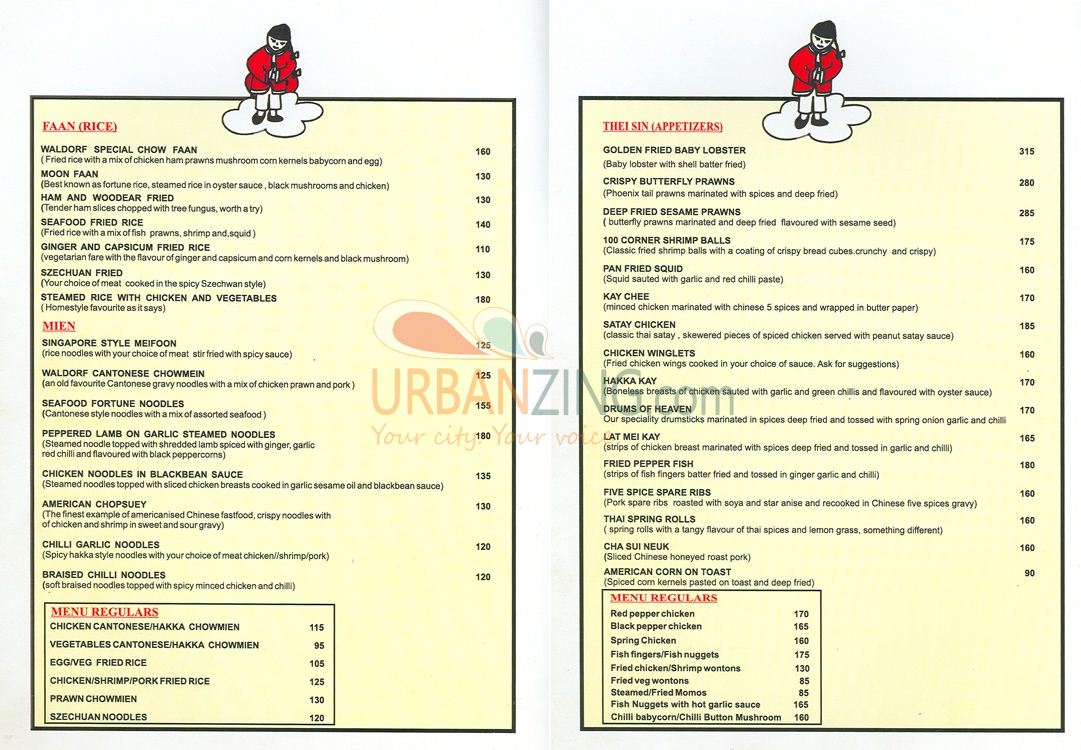 FAAN (RICE)
WALDORF SPECIAL CHOW FAAN 160
( Fried rice with a mix of chicken ham prawns mushroom corn kernels babycorn and egg)
MOON FAAN 130
(Best known as fortune rice, steamed rice in oyster sauce , black mushrooms and chicken)
HAM AND WOODEAR FRIED 130
(Tender ham slices chopped with tree fungus, worth a try)
SEAFOOD FRIED RICE 140
(Fried rice with a mix of fish prawns, shrimp and,squid )
GINGER AND CAPSICUM FRIED RICE 110
(vegetarian fare with the flavour of ginger and capsicum and corn kernels and black mushroom)
SZECHUAN FRIED 130
(Your choice of meat cooked in the spicy Szechwan style)
STEAMED RICE WITH CHICKEN AND VEGETABLES 180
( Homestyle favourite as it says)
MIEN
SINGAPORE STYLE MEIFOON 125
(rice noodles with your choice of meat stir fried with spicy sauce)
WALDORF CANTONESE CHOWMEIN 125
(an old favourite Cantonese gravy noodles with a mix of chicken prawn and pork )
SEAFOOD FORTUNE NOODLES 155
(Cantonese style noodles with a mix of assorted seafood )
PEPPERED LAMB ON GARLIC STEAMED NOODLES 180
(Steamed noodle topped with shredded lamb spiced with ginger, garlic
red chilli and flavoured with black peppercorns)
CHICKEN NOODLES IN BLACKBEAN SAUCE 135
(Steamed noodles topped with sliced chicken breasts cooked in garlic sesame oil and blackbean sauce)
AMERICAN CHOPSUEY 130
(The finest example of americanised Chinese fastfood, crispy noodles with
of chicken and shrimp in sweet and sour gravy)
CHILLI GARLIC NOODLES 120
(Spicy hakka style noodles with your choice of meat chicken//shrimp/pork)
BRAISED CHILLI NOODLES 120
(soft braised noodles topped with spicy minced chicken and chilli)
MENU REGULARS
CHICKEN CANTONESE/HAKKA CHOWMIEN 115
VEGETABLES CANTONESE/HAKKA CHOWMIEN 95
EGG/VEG FRIED RICE 105
CHICKEN/SHRIMP/PORK FRIED RICE 125
PRAWN CHOWMIEN 130
SZECHUAN NOODLES 120
URBANZING.com
Your city. Your voice
THEI SIN (APPETIZERS)
GOLDEN FRIED BABY LOBSTER 315
(Baby lobster with shell batter fried)
CRISPY BUTTERFLY PRAWNS 280
(Phoenix tail prawns marinated with spices and deep fried)
DEEP FRIED SESAME PRAWNS 285
( butterfly prawns marinated and deep fried flavoured with sesame seed)
100 CORNER SHRIMP BALLS 175
(Classic fried shrimp balls with a coating of crispy bread cubes.crunchy and crispy)
PAN FRIED SQUID 160
(Squid sauted with garlic and red chilli paste)
KAY CHEE 170
(minced chicken marinated with chinese 5 spices and wrapped in butter paper)
SATAY CHICKEN 185
(classic thai satay , skewered pieces of spiced chicken served with peanut satay sauce)
CHICKEN WINGLETS 160
(Fried chicken wings cooked in your choice of sauce. Ask for suggestions)
HAKKA KAY 170
(Boneless breasts of chicken sauted with garlic and green chillis and flavoured with oyster sauce)
DRUMS OF HEAVEN 170
Our speciality drumsticks marinated in spices deep fried and tossed with spring onion garlic and chilli
LAT MEI KAY 165
(strips of chicken breast marinated with spices deep fried and tossed in garlic and chilli)
FRIED PEPPER FISH 180
(strips of fish fingers batter fried and tossed in ginger garlic and chilli)
FIVE SPICE SPARE RIBS 160
(Pork spare ribs roasted with soya and star anise and recooked in Chinese five spices gravy)
THAI SPRING ROLLS 160
( spring rolls with a tangy flavour of thai spices and lemon grass, something different)
CHA SUI NEUK 160
(Sliced Chinese honeyed roast pork)
AMERICAN CORN ON TOAST 90
(Spiced corn kernels pasted on toast and deep fried)
MENU REGULARS
Red pepper chicken 170
Black pepper chicken 165
Spring Chicken 160
Fish fingers/Fish nuggets 175
Fried chicken/Shrimp wontons 130
Fried veg wontons 85
Steamed/Fried Momos 85
Fish Nuggets with hot garlic sauce 165
Chilli babycorn/Chilli Button Mushroom 160